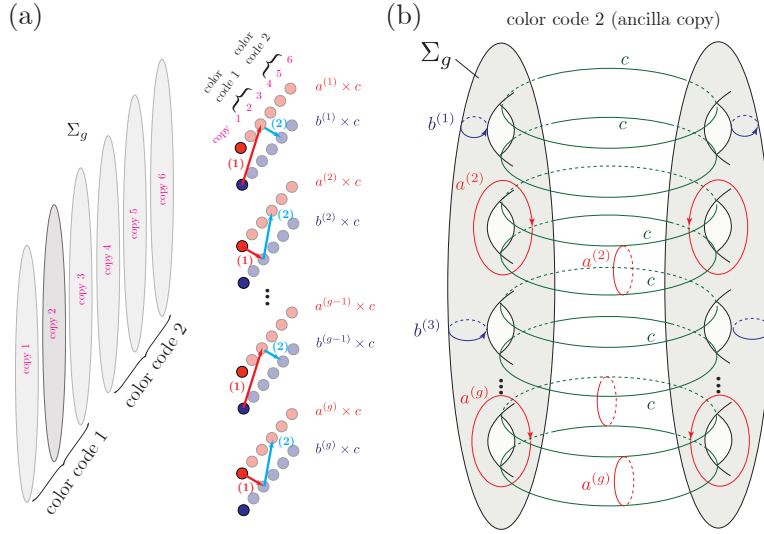 (a)
Σg
copy 1
copy 2
copy 3
copy 4
copy 5
copy 6
color code 1
color code 2
color code 1
color code 2
copy 1 2 3 4 5 6
a^(1) × c
b^(1) × c
(1)
(2)
a^(2) × c
b^(2) × c
(1)
(2)
a^(g−1) × c
b^(g−1) × c
(1)
(2)
a^(g) × c
b^(g) × c
(1)
(2)
(b)
color code 2 (ancilla copy)
Σg
c
b^(1)
c
a^(2)
c
a^(2)
c
b^(3)
c
a^(g)
c
a^(g)